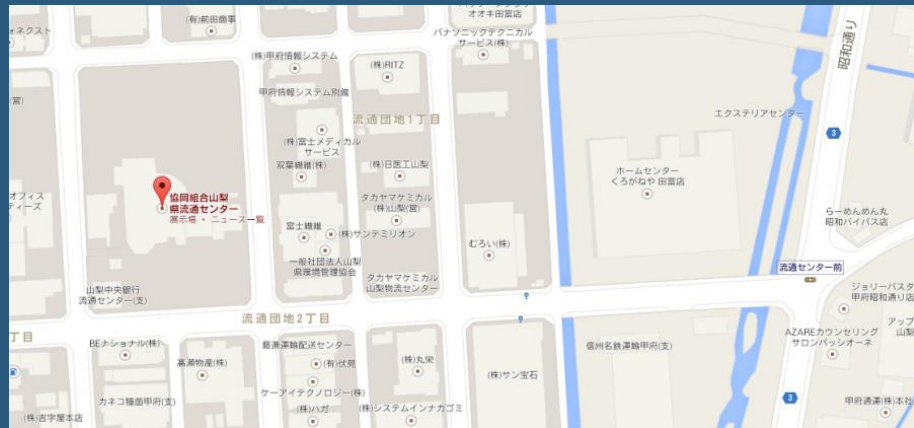 (有)前田商事
オオキ田富店
パナソニックテクニカル
サービス(株)
(株)甲府情報システム
(株)RITZ
甲府情報システム別館
流通団地1丁目
(株)富士メディカル
サービス
双葉繊維(株)
(株)日医工山梨
タカヤマケミカル
(株)山梨(営)
協同組合山梨
県流通センター
展示場・ニュース一覧
富士繊維
(株)サンテミリオン
一般社団法人山梨
県環境管理協会
むろい(株)
タカヤマケミカル
山梨物流センター
山梨中央銀行
流通センター(支)
流通団地2丁目
丁目
BEナショナル(株)
高瀬物産(株)
カネコ種苗甲府(支)
(株)吉字屋本店
(有)伏見
ケーアイテクノロジー(株)
(株)ハガ
(株)丸栄
(株)システムインナカゴミ
(株)サン宝石
信州名鉄運輸甲府(支)
昭和通り
エクステリアセンター
3
ホームセンター
くろがねや 田富店
らーめんめん丸
昭和バイパス店
流通センター前
ジョリーパスタ
甲府昭和通り店
アップ
山梨
AZAREカウンセリング
サロンパッシオーネ
3
甲府通運(株)本社
ォネクスト
(営)
オフィス
ティーズ